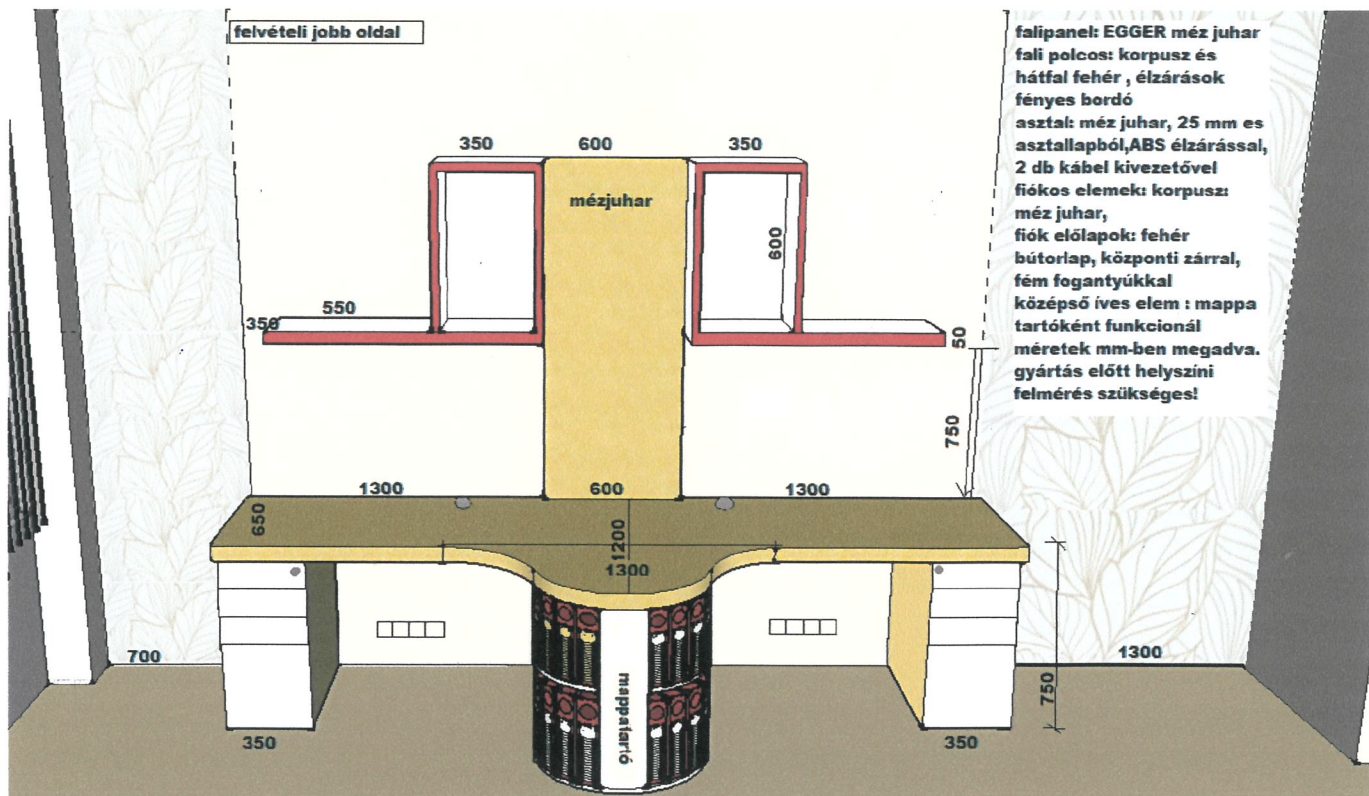 felvételi jobb oldal
falipanel: EGGER méz juhar
fali polcos: korpusz és
hátfal fehér , élzárások
fényes bordó
asztal: méz juhar, 25 mm es
asztallapból,ABS élzárással,
2 db kábel kivezetővel
fiókos elemek: korpusz:
méz juhar,
fiók előlapok: fehér
bútorlap, központi zárral,
fém fogantyúkkal
középső íves elem : mappa
tartóként funkcionál
méretek mm-ben megadva.
gyártás előtt helyszíni
felmérés szükséges!
350 600 350
mézjuhar
600
550
350
50
750
1300 600 1300
650
1200
1300
700
1300
mappatartó
750
350
350